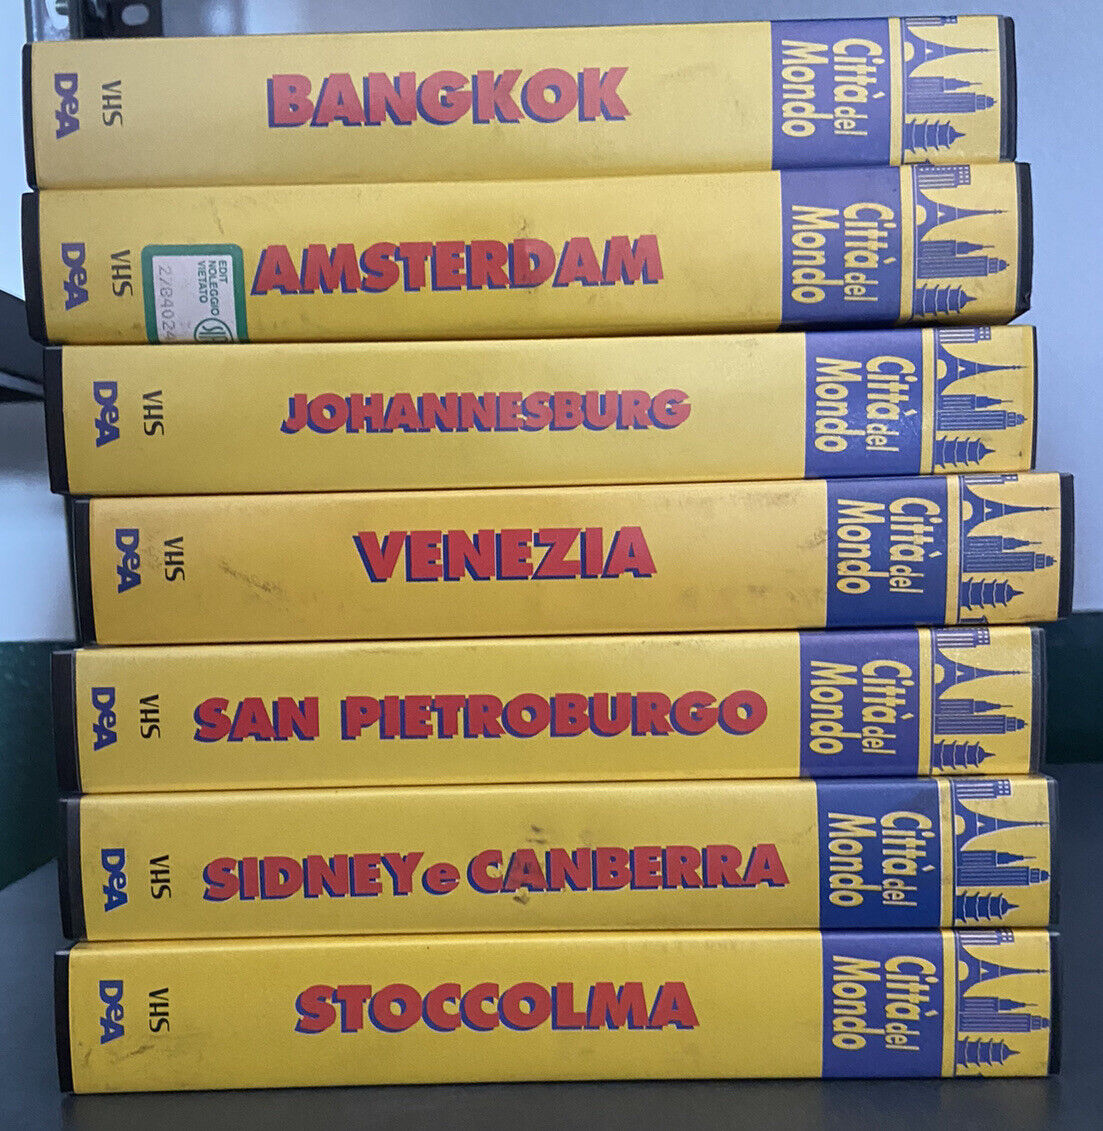 DeA
VHS
BANGKOK
Città del
Mondo
DeA
VHS
EDIT
NOLEGGIO
VIETATO
2784024
AMSTERDAM
Città del
Mondo
DeA
VHS
JOHANNESBURG
Città del
Mondo
DeA
VHS
VENEZIA
Città del
Mondo
DeA
VHS
SAN PIETROBURGO
Città del
Mondo
DeA
VHS
SIDNEY e CANBERRA
Città del
Mondo
DeA
VHS
STOCCOLMA
Città del
Mondo